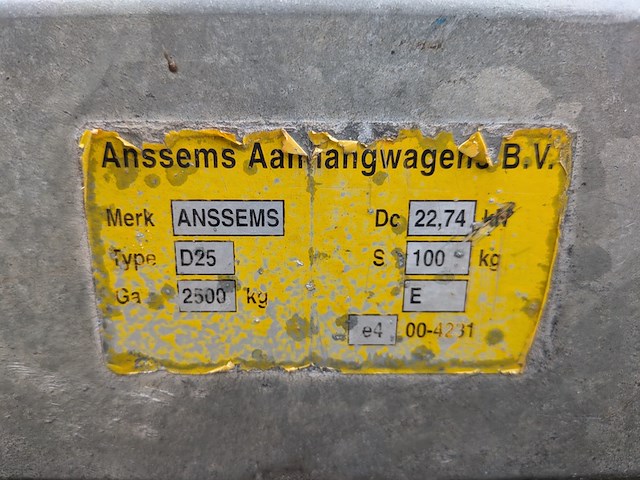 Anssems Aanhangwagens B.V.
Merk ANSSEMS Dc 22,74 kN
Type D25 S 100 kg
Ga 2500 kg E
e4 00-4231